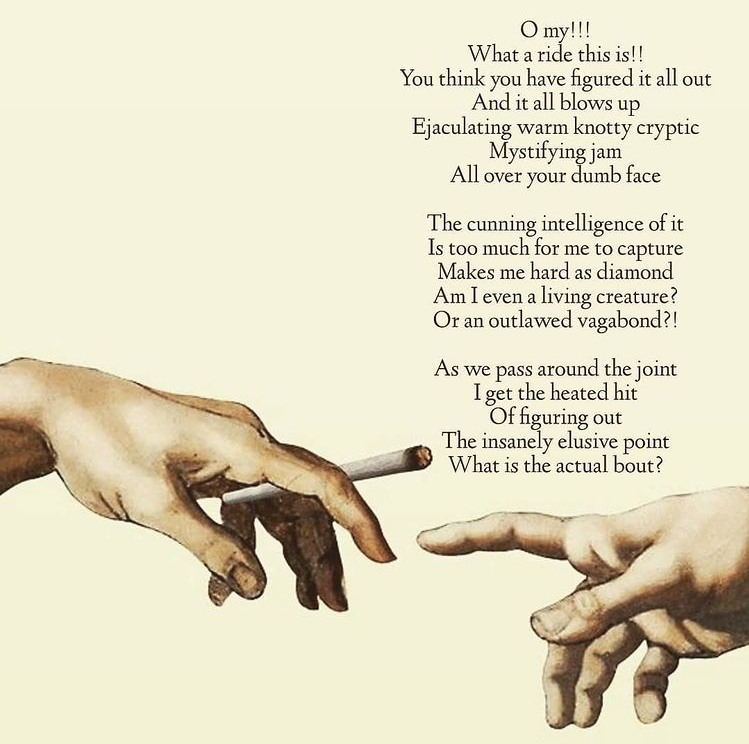 O my!!!
What a ride this is!!
You think you have figured it all out
And it all blows up
Ejaculating warm knotty cryptic
Mystifying jam
All over your dumb face
The cunning intelligence of it
Is too much for me to capture
Makes me hard as diamond
Am I even a living creature?
Or an outlawed vagabond?!
As we pass around the joint
I get the heated hit
Of figuring out
The insanely elusive point
What is the actual bout?